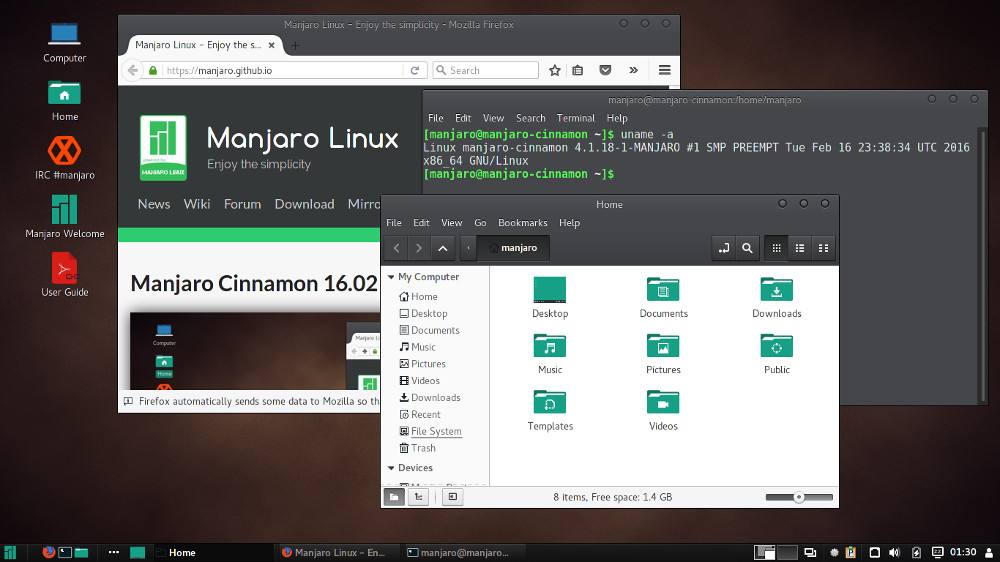 Computer
Home
IRC #manjaro
Manjaro Welcome
User Guide
Manjaro Linux – Enjoy the simplicity - Mozilla Firefox
Manjaro Linux – Enjoy the s...
https://manjaro.github.io
Search
MANJARO LINUX
Manjaro Linux
Enjoy the simplicity
News Wiki Forum Download Mirro
Manjaro Cinnamon 16.02
Computer
Home
Manjaro Linux
Firefox automatically sends some data to Mozilla so th
manjaro@manjaro-cinnamon:/home/manjaro
File Edit View Search Terminal Help
[manjaro@manjaro-cinnamon ~]$ uname -a
Linux manjaro-cinnamon 4.1.18-1-MANJARO #1 SMP PREEMPT Tue Feb 16 23:38:34 UTC 2016
x86_64 GNU/Linux
[manjaro@manjaro-cinnamon ~]$
Home
File Edit View Go Bookmarks Help
manjaro
My Computer
Home
Desktop
Documents
Music
Pictures
Videos
Downloads
Recent
File System
Trash
Devices
Desktop Documents Downloads
Music Pictures Public
Templates Videos
8 items, Free space: 1.4 GB
Home
Manjaro Linux – En...
manjaro@manjaro...
01:30